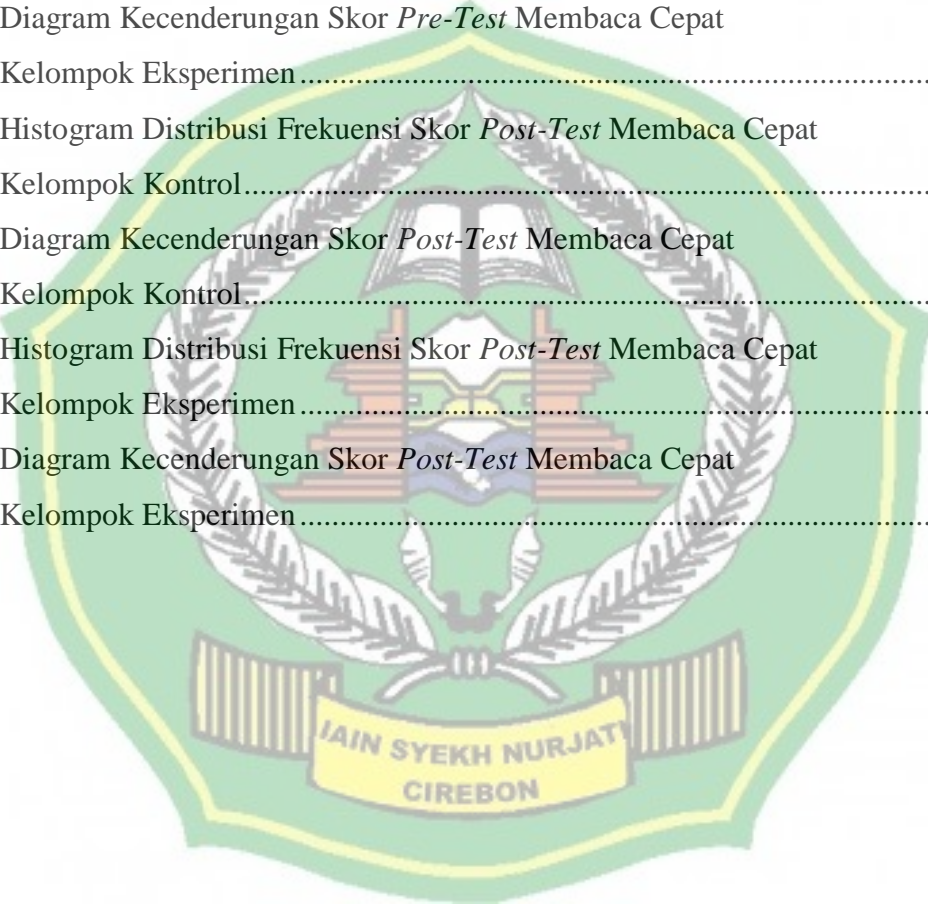 Diagram Kecenderungan Skor Pre-Test Membaca Cepat
Kelompok Eksperimen ................................................................................
Histogram Distribusi Frekuensi Skor Post-Test Membaca Cepat
Kelompok Kontrol .......................................................................................
Diagram Kecenderungan Skor Post-Test Membaca Cepat
Kelompok Kontrol .......................................................................................
Histogram Distribusi Frekuensi Skor Post-Test Membaca Cepat
Kelompok Eksperimen ................................................................................
Diagram Kecenderungan Skor Post-Test Membaca Cepat
Kelompok Eksperimen ................................................................................
IAIN SYEKH NURJATI
CIREBON